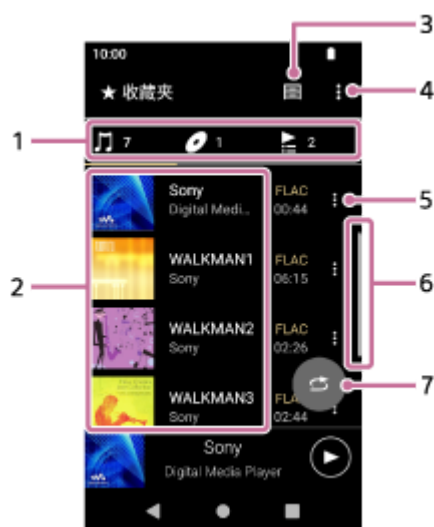 3
10:00
★ 收藏夹
4
1
7
1
2
Sony
FLAC
Digital Medi...
00:44
5
WALKMAN1
FLAC
Sony
06:15
6
2
WALKMAN2
FLAC
Sony
02:26
7
WALKMAN3
FLA
Sony
02:44
Sony
Digital Media Player